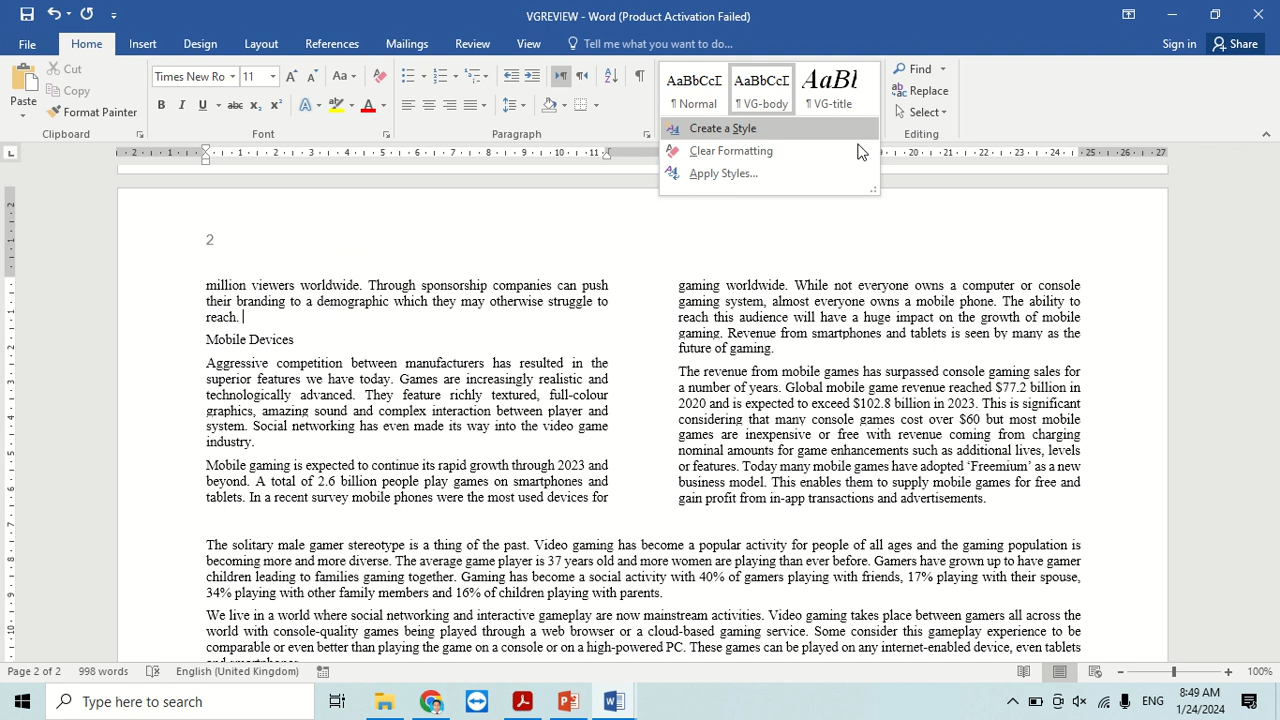 VGREVIEW - Word (Product Activation Failed)
File Home Insert Design Layout References Mailings Review View Tell me what you want to do... Sign in Share
Paste
Cut
Copy
Format Painter
Clipboard
Times New Ro 11
Font
Paragraph
AaBbCcI AaBbCcI AaBl
¶ Normal ¶ VG-body ¶ VG-title
Create a Style
Clear Formatting
Apply Styles...
Find
Replace
Select
Editing
2
million viewers worldwide. Through sponsorship companies can push
their branding to a demographic which they may otherwise struggle to
reach.
Mobile Devices
Aggressive competition between manufacturers has resulted in the
superior features we have today. Games are increasingly realistic and
technologically advanced. They feature richly textured, full-colour
graphics, amazing sound and complex interaction between player and
system. Social networking has even made its way into the video game
industry.
Mobile gaming is expected to continue its rapid growth through 2023 and
beyond. A total of 2.6 billion people play games on smartphones and
tablets. In a recent survey mobile phones were the most used devices for
gaming worldwide. While not everyone owns a computer or console
gaming system, almost everyone owns a mobile phone. The ability to
reach this audience will have a huge impact on the growth of mobile
gaming. Revenue from smartphones and tablets is seen by many as the
future of gaming.
The revenue from mobile games has surpassed console gaming sales for
a number of years. Global mobile game revenue reached $77.2 billion in
2020 and is expected to exceed $102.8 billion in 2023. This is significant
considering that many console games cost over $60 but most mobile
games are inexpensive or free with revenue coming from charging
nominal amounts for game enhancements such as additional lives, levels
or features. Today many mobile games have adopted ‘Freemium’ as a new
business model. This enables them to supply mobile games for free and
gain profit from in-app transactions and advertisements.
The solitary male gamer stereotype is a thing of the past. Video gaming has become a popular activity for people of all ages and the gaming population is
becoming more and more diverse. The average game player is 37 years old and more women are playing than ever before. Gamers have grown up to have gamer
children leading to families gaming together. Gaming has become a social activity with 40% of gamers playing with friends, 17% playing with their spouse,
34% playing with other family members and 16% of children playing with parents.
We live in a world where social networking and interactive gameplay are now mainstream activities. Video gaming takes place between gamers all across the
world with console-quality games being played through a web browser or a cloud-based gaming service. Some consider this gameplay experience to be
comparable or even better than playing the game on a console or on a high-powered PC. These games can be played on any internet-enabled device, even tablets
and smartphones.
Page 2 of 2 998 words English (United Kingdom) 100%
Type here to search
ENG
8:49 AM
1/24/2024